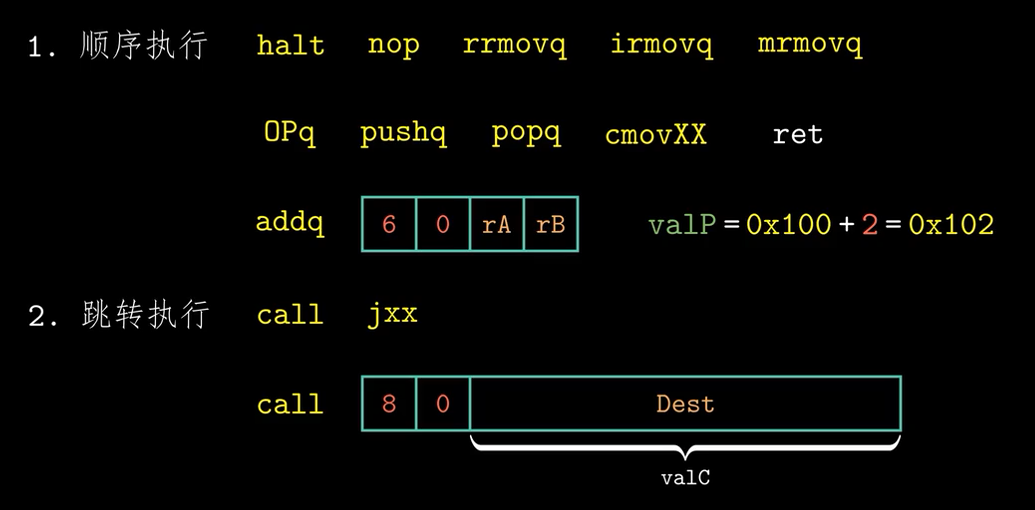 1. 顺序执行 halt nop rrmovq irmovq mrmovq
OPq pushq popq cmovXX ret
addq 6 0 rA rB valP = 0x100 + 2 = 0x102
2. 跳转执行 call jxx
call 8 0 Dest
valC